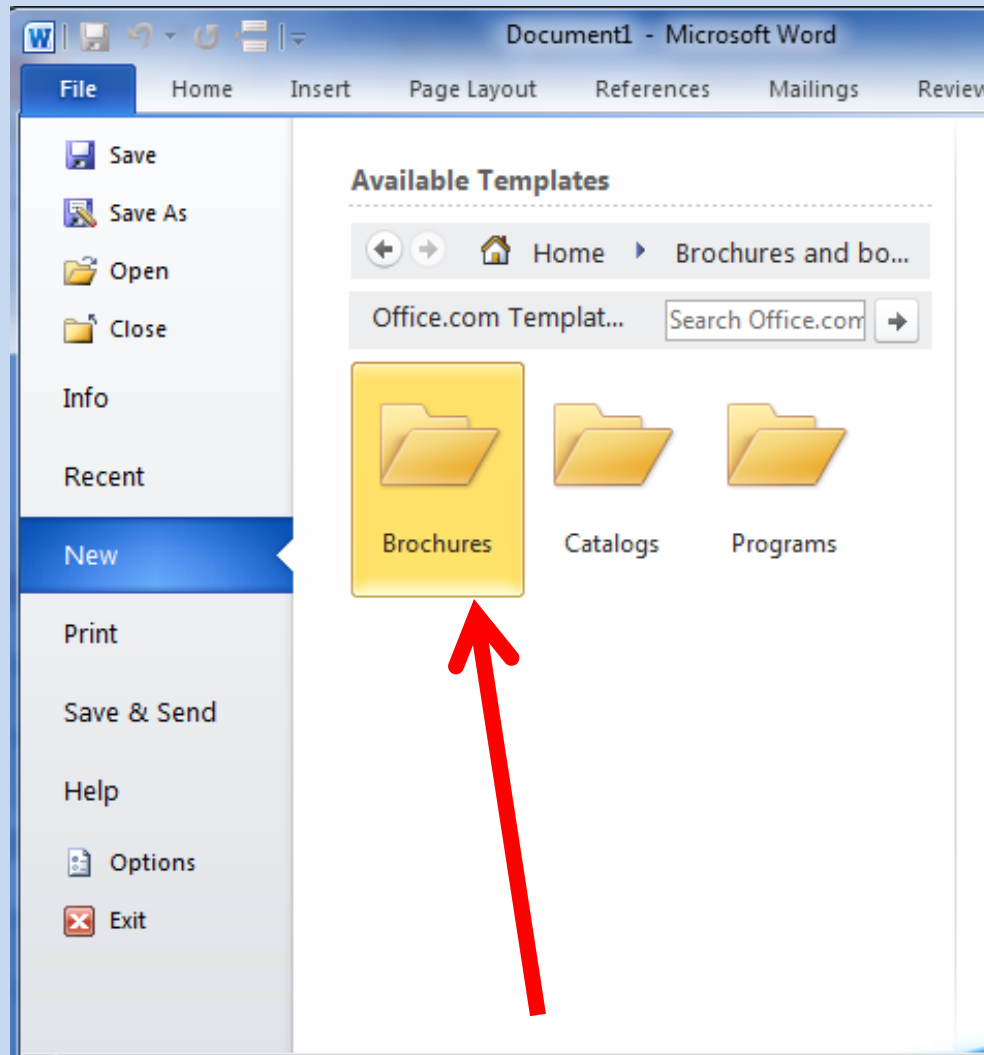 W
Document1 - Microsoft Word
File Home Insert Page Layout References Mailings Review
Save
Save As
Open
Close
Info
Recent
New
Print
Save & Send
Help
Options
Exit
Available Templates
Home Brochures and bo...
Office.com Templat... Search Office.com
Brochures Catalogs Programs